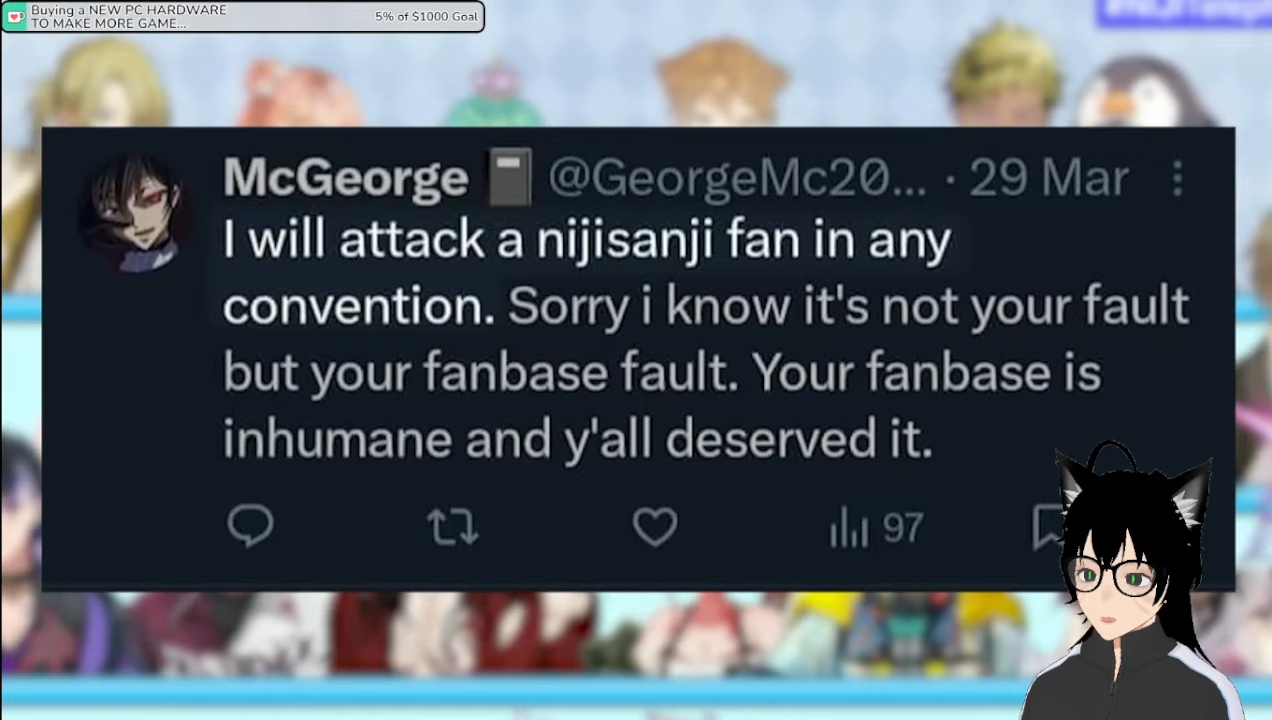 Buying a NEW PC HARDWARE
TO MAKE MORE GAME...
5% of $1000 Goal
McGeorge @GeorgeMc20... · 29 Mar
I will attack a nijisanji fan in any
convention. Sorry i know it's not your fault
but your fanbase fault. Your fanbase is
inhumane and y'all deserved it.
97